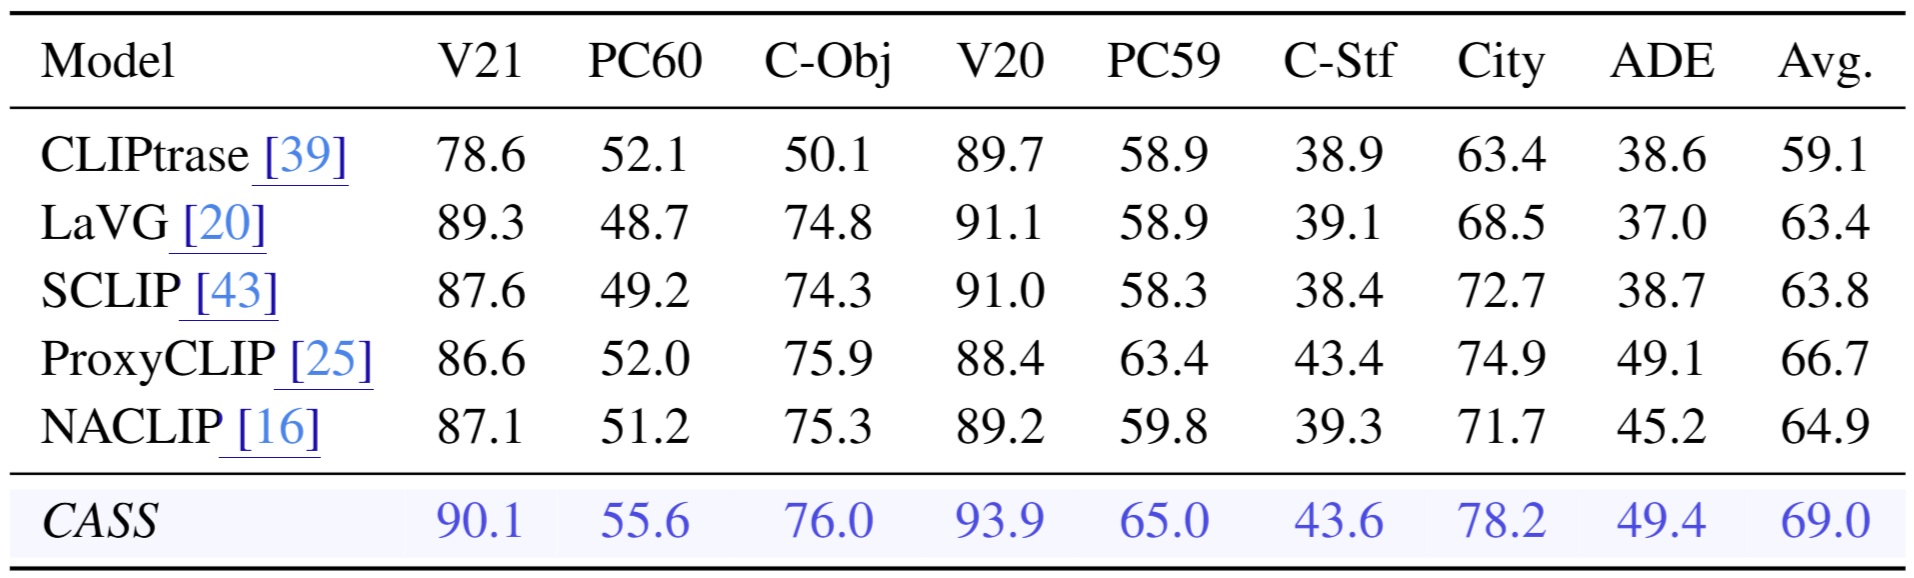 Model V21 PC60 C-Obj V20 PC59 C-Stf City ADE Avg.
CLIPtrase [39] 78.6 52.1 50.1 89.7 58.9 38.9 63.4 38.6 59.1
LaVG [20] 89.3 48.7 74.8 91.1 58.9 39.1 68.5 37.0 63.4
SCLIP [43] 87.6 49.2 74.3 91.0 58.3 38.4 72.7 38.7 63.8
ProxyCLIP [25] 86.6 52.0 75.9 88.4 63.4 43.4 74.9 49.1 66.7
NACLIP [16] 87.1 51.2 75.3 89.2 59.8 39.3 71.7 45.2 64.9
CASS 90.1 55.6 76.0 93.9 65.0 43.6 78.2 49.4 69.0